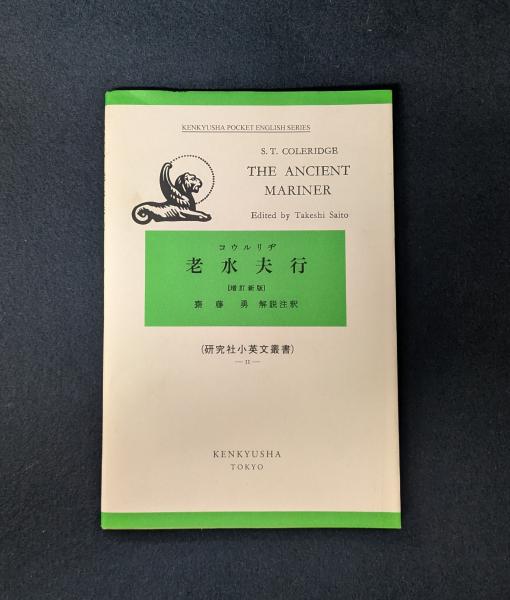 KENKYUSHA POCKET ENGLISH SERIES
S. T. COLERIDGE
THE ANCIENT
MARINER
Edited by Takeshi Saito
コウルリヂ
老水夫行
[増訂新版]
齋藤 勇 解説注釈
(研究社小英文叢書)
— 11 —
KENKYUSHA
TOKYO